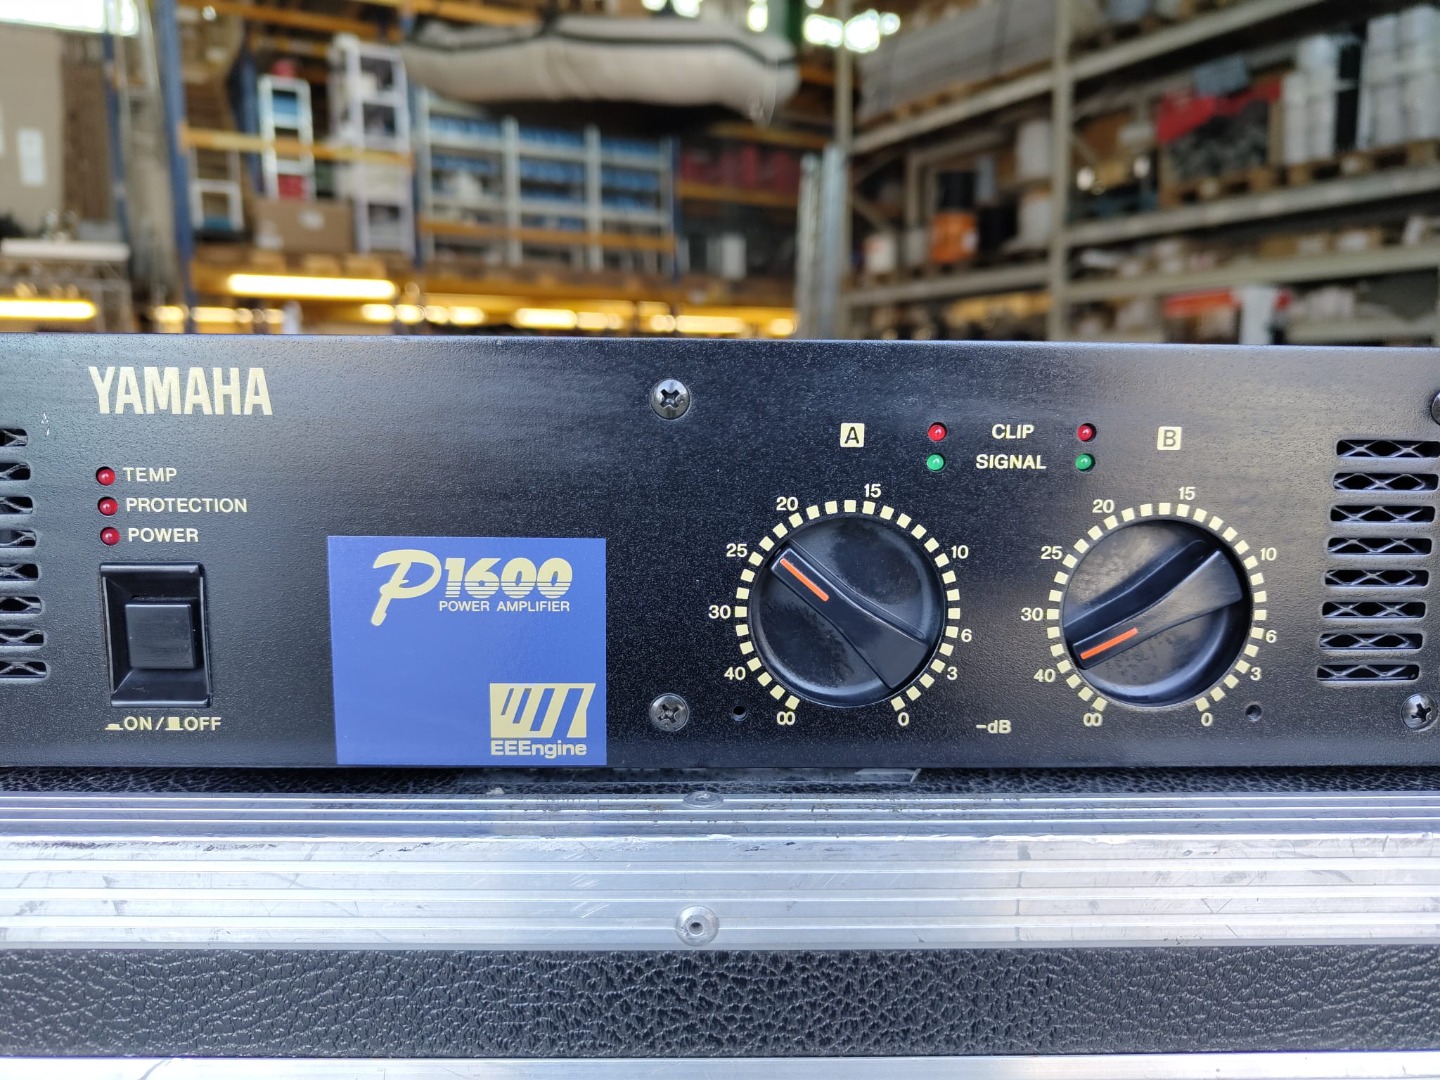 YAMAHA
TEMP
PROTECTION
POWER
ON / OFF
P1600
POWER AMPLIFIER
EEEngine
A
CLIP
B
SIGNAL
20
15
25
10
30
6
40
3
∞
0
-dB
20
15
25
10
30
6
40
3
∞
0